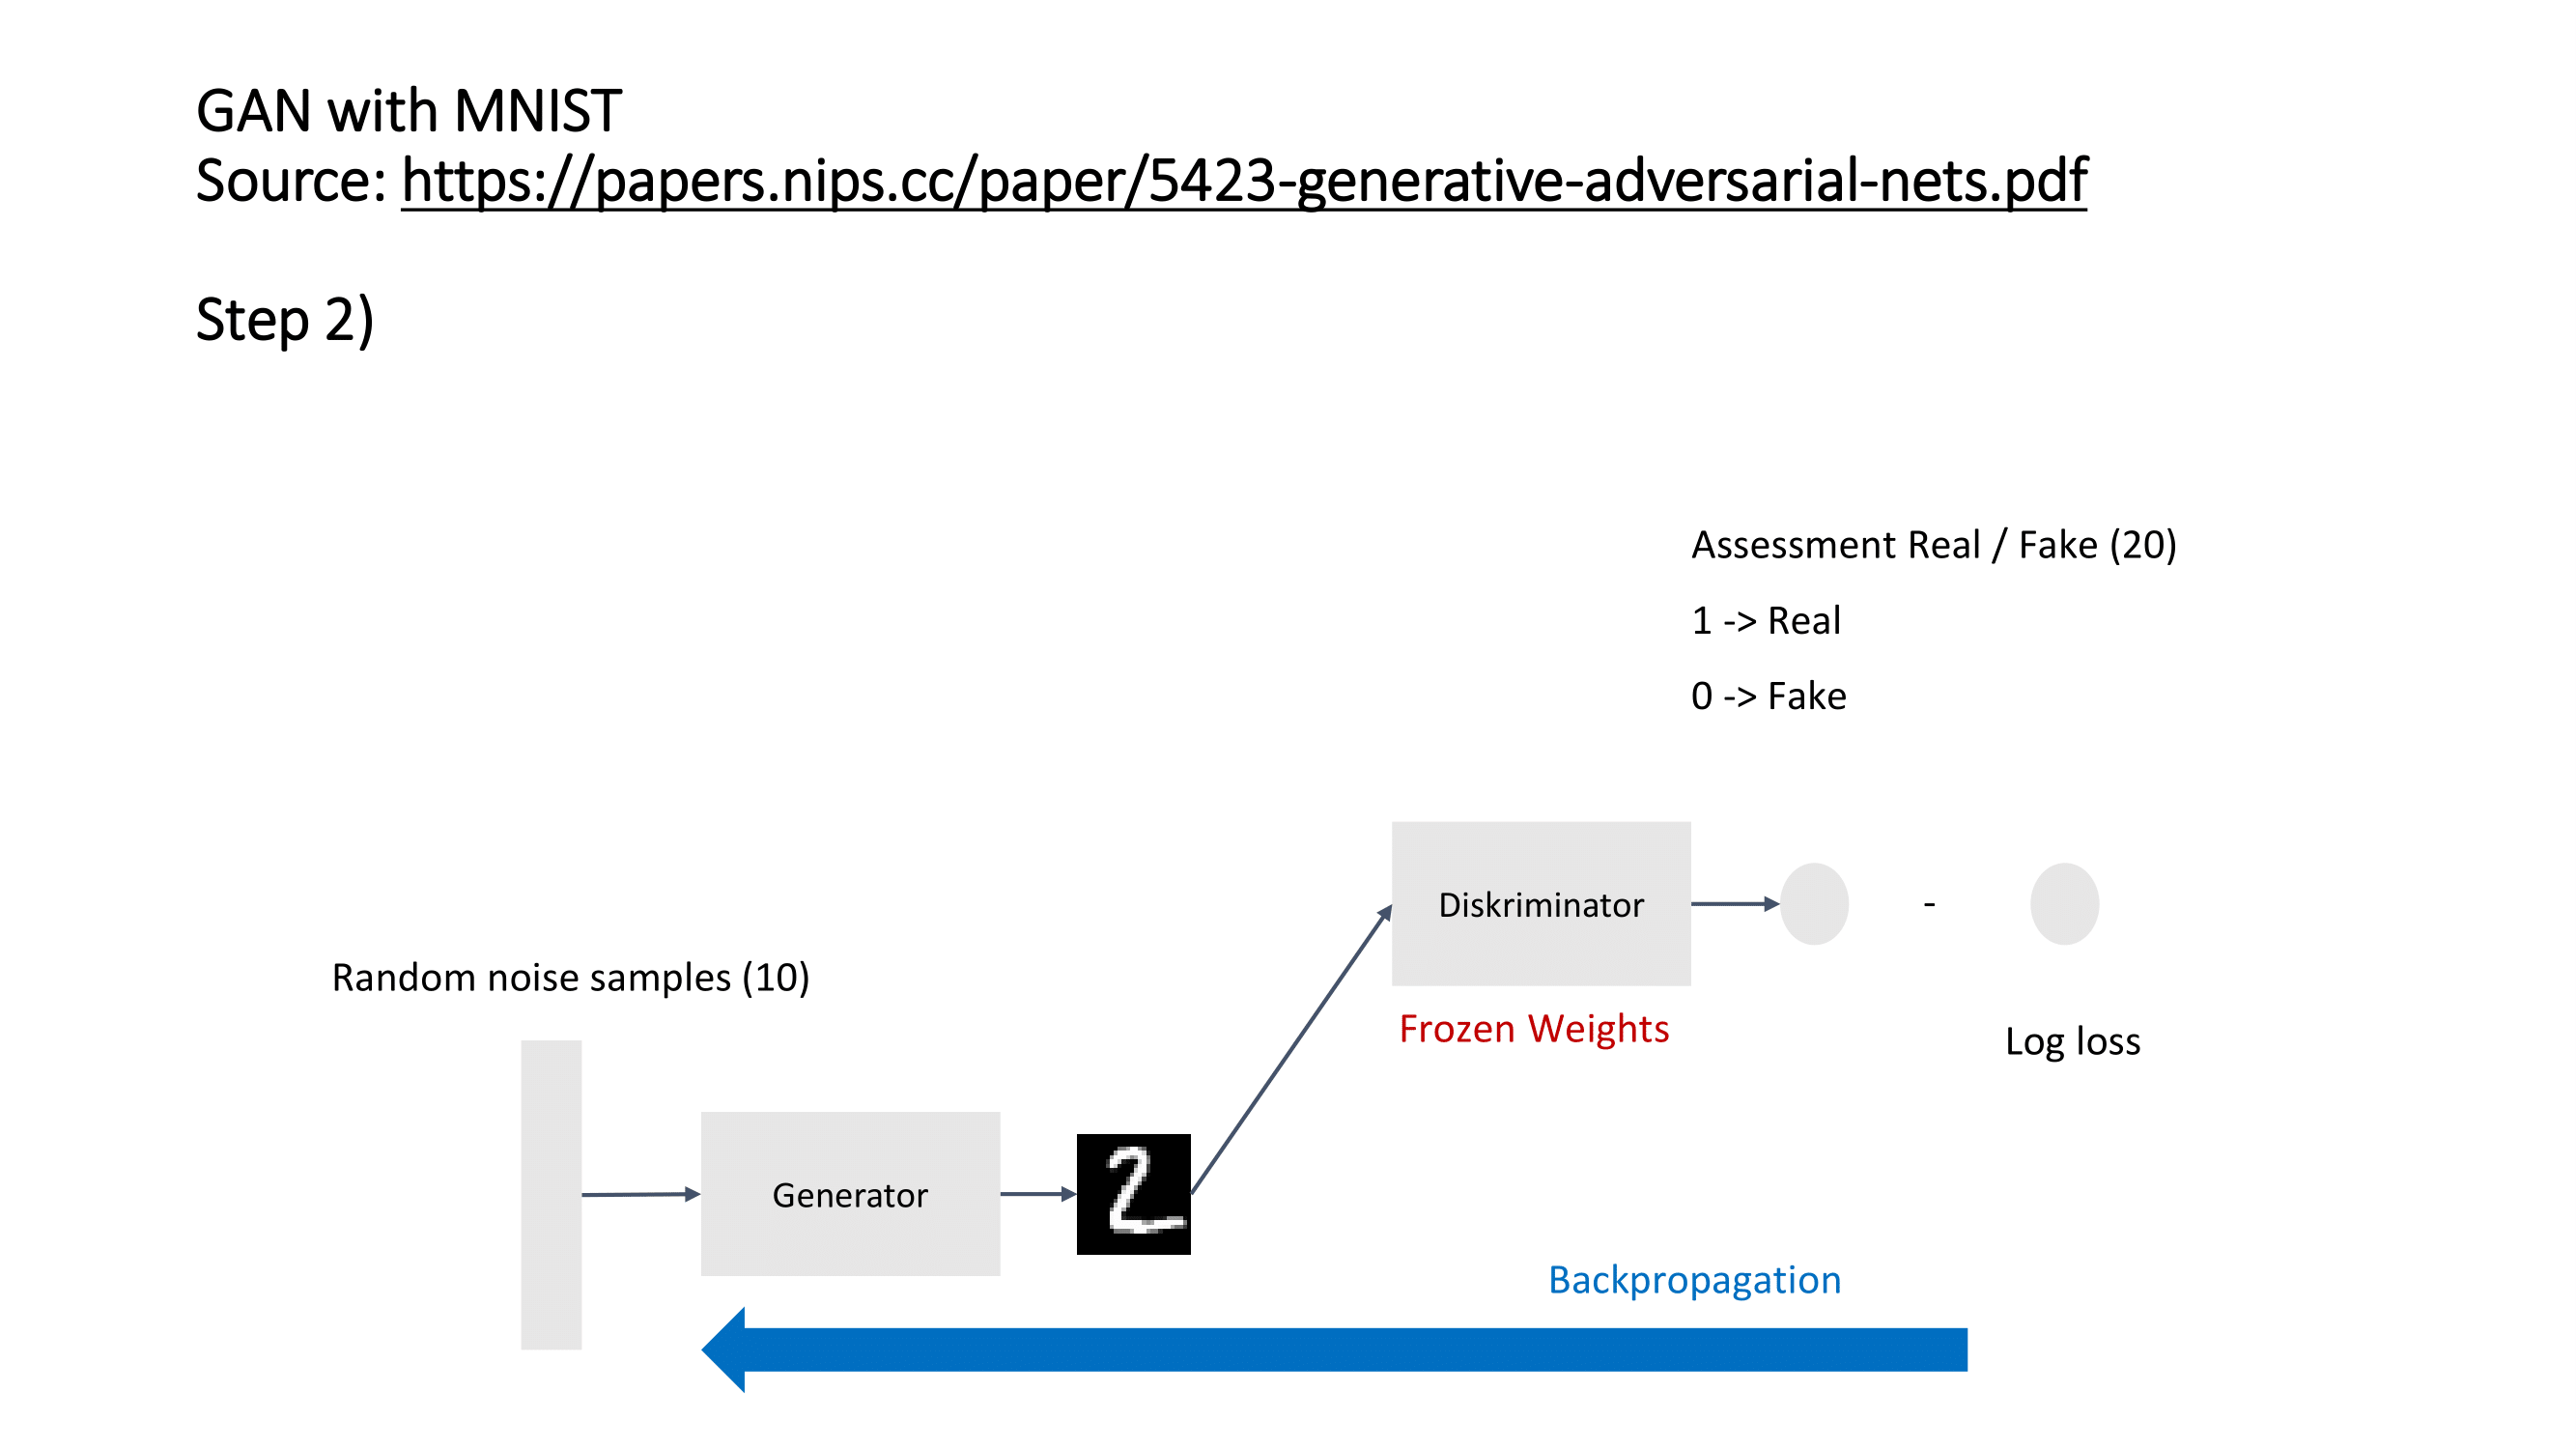 GAN with MNIST
Source: https://papers.nips.cc/paper/5423-generative-adversarial-nets.pdf
Step 2)
Assessment Real / Fake (20)
1 -> Real
0 -> Fake
Diskriminator
-
Frozen Weights
Log loss
Random noise samples (10)
Generator
2
Backpropagation